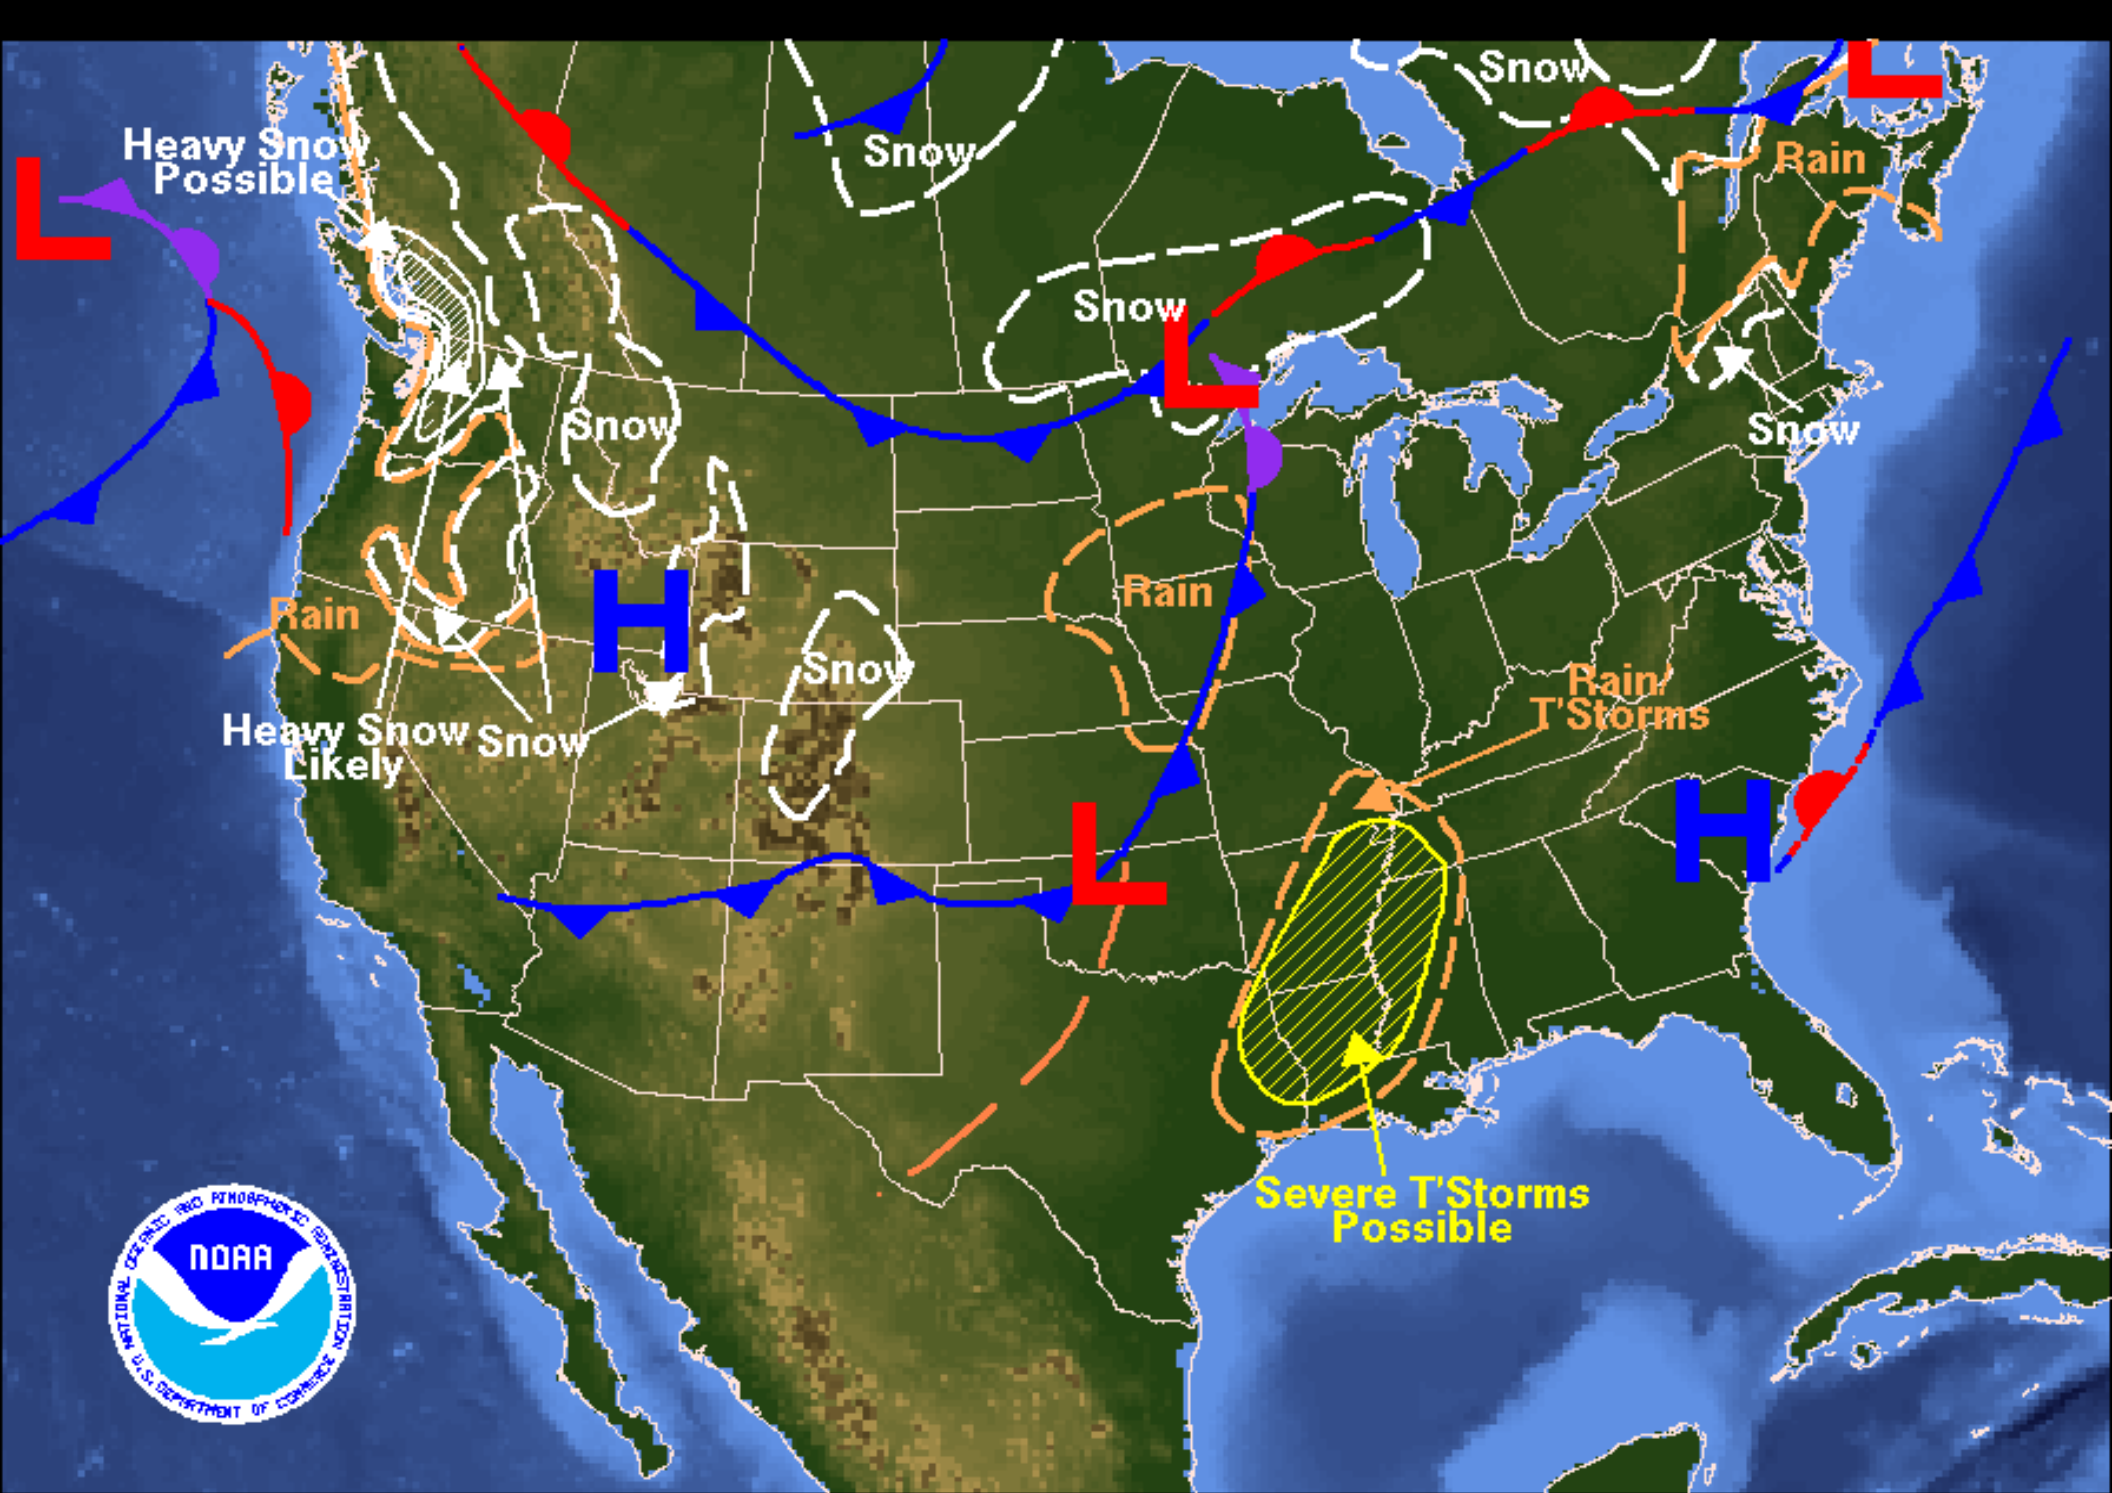 Snow
L
Heavy Snow
Possible
Snow
Rain
L
Snow
L
Snow
Snow
Rain
H
Rain
Snow
Rain/
T'Storms
Heavy Snow
Likely
Snow
H
L
Severe T'Storms
Possible
NOAA
NATIONAL OCEANIC AND ATMOSPHERIC ADMINISTRATION
U.S. DEPARTMENT OF COMMERCE